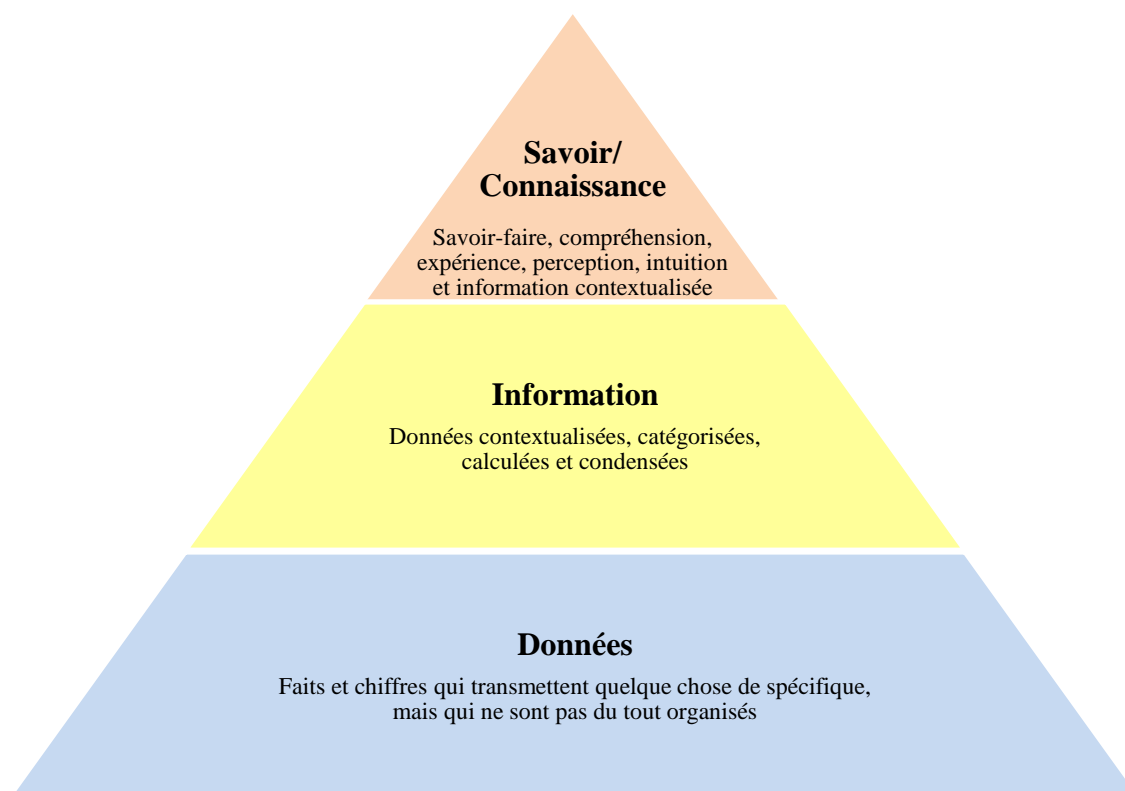 Savoir/
Connaissance
Savoir-faire, compréhension,
expérience, perception, intuition
et information contextualisée
Information
Données contextualisées, catégorisées,
calculées et condensées
Données
Faits et chiffres qui transmettent quelque chose de spécifique,
mais qui ne sont pas du tout organisés